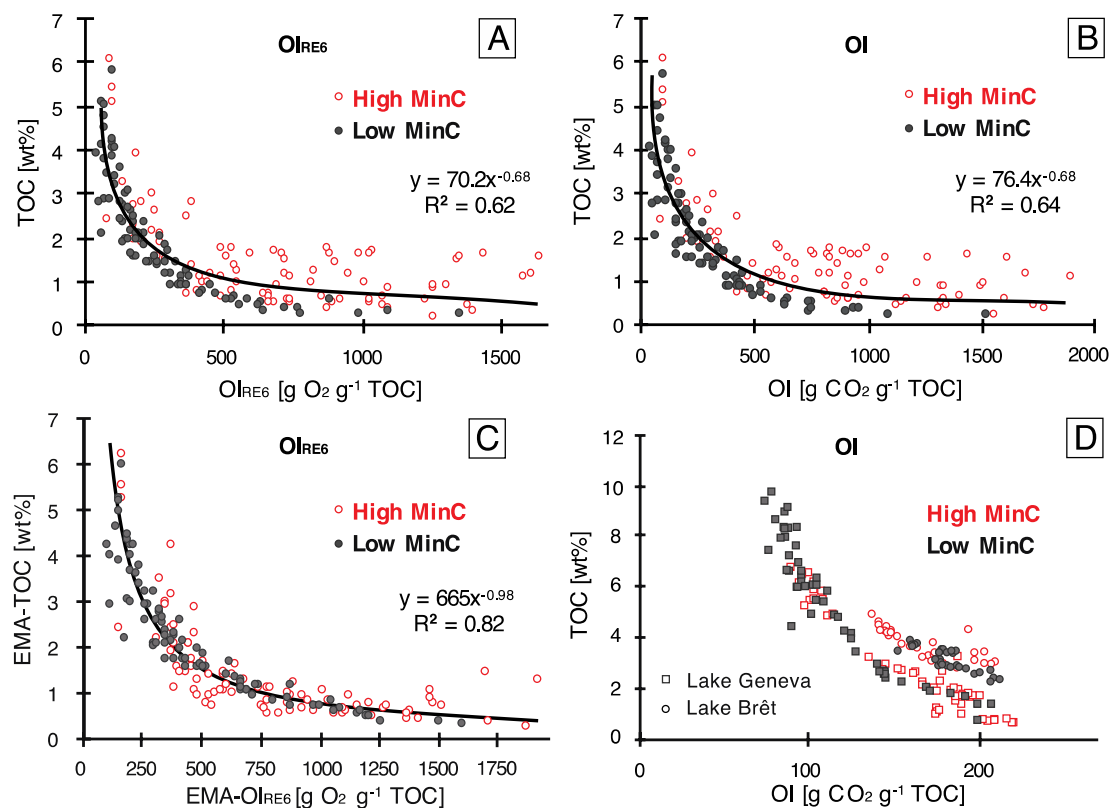 A
OIRE6
High MinC
Low MinC
y = 70.2x-0.68
R² = 0.62
TOC [wt%]
7
6
5
4
3
2
1
0
0
500
1000
1500
OIRE6 [g O2 g-1 TOC]
B
OI
High MinC
Low MinC
y = 76.4x-0.68
R² = 0.64
TOC [wt%]
7
6
5
4
3
2
1
0
0
500
1000
1500
2000
OI [g CO2 g-1 TOC]
C
OIRE6
High MinC
Low MinC
y = 665x-0.98
R² = 0.82
EMA-TOC [wt%]
7
6
5
4
3
2
1
0
0
250
500
750
1000
1250
1500
1750
EMA-OIRE6 [g O2 g-1 TOC]
D
OI
High MinC
Low MinC
Lake Geneva
Lake Brêt
TOC [wt%]
12
10
8
6
4
2
0
0
100
200
OI [g CO2 g-1 TOC]